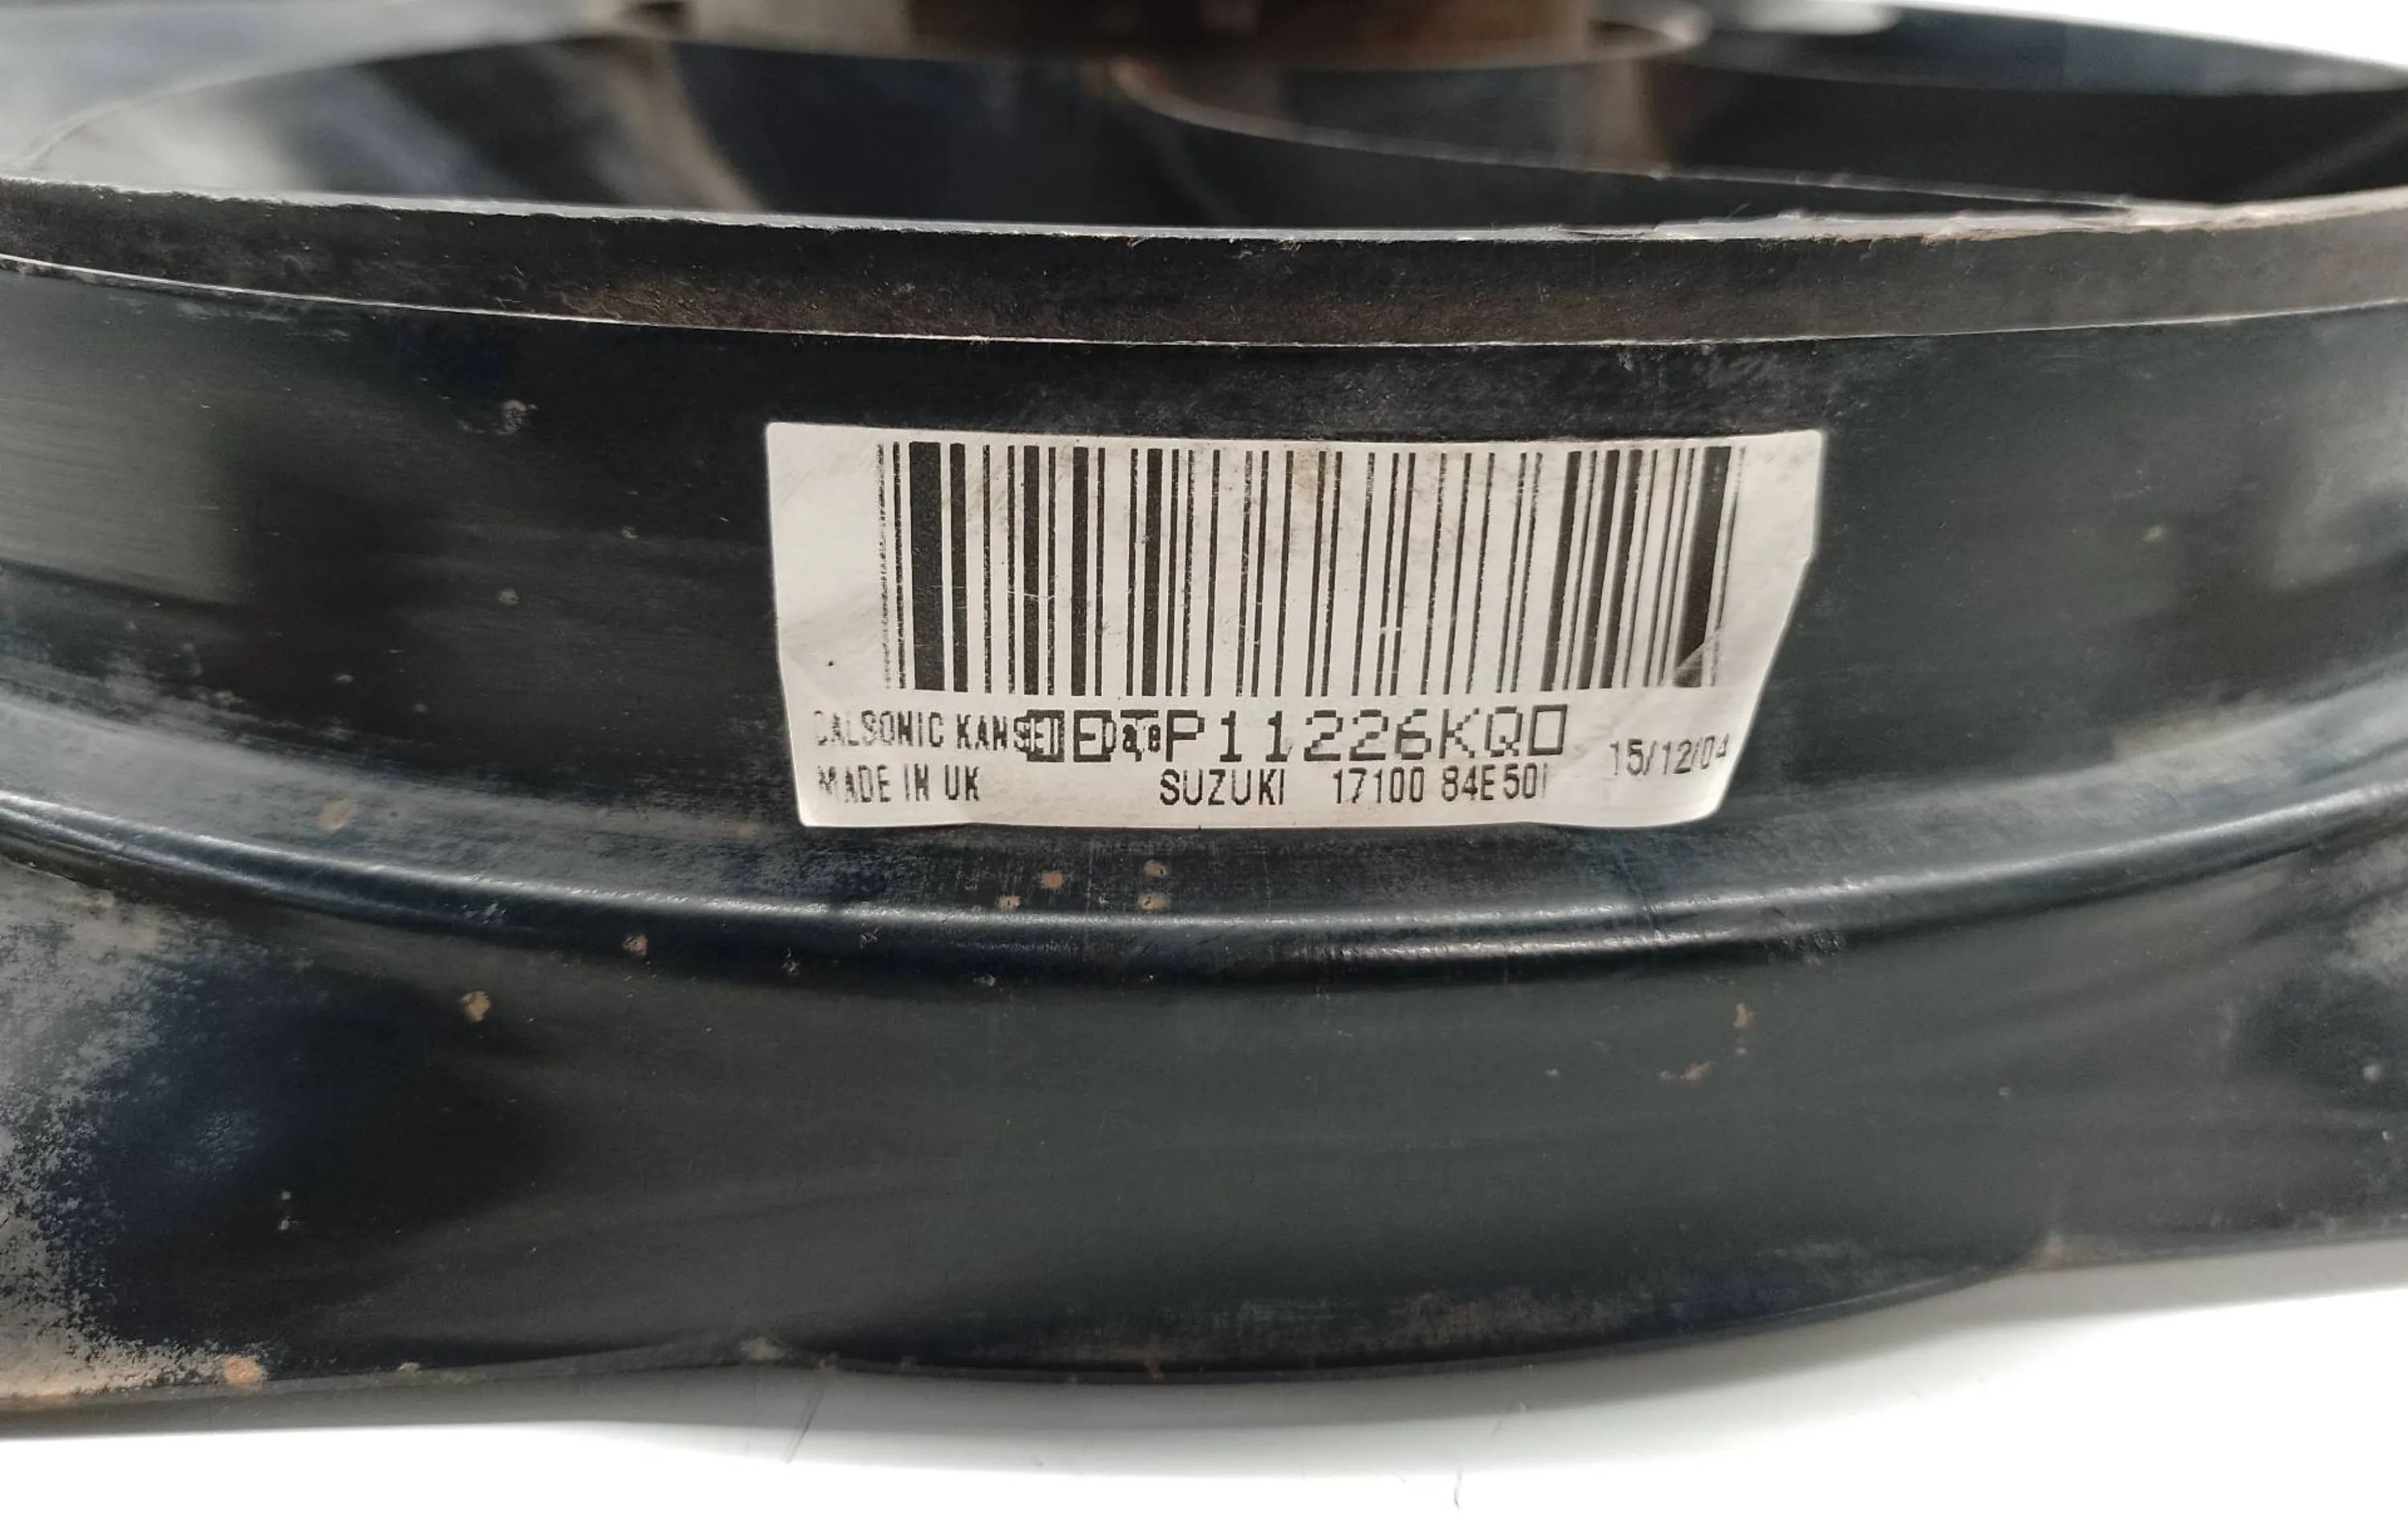 CALSONIC KANSEI P11226KQ0 15/12/04
MADE IN UK SUZUKI 17100 84E50